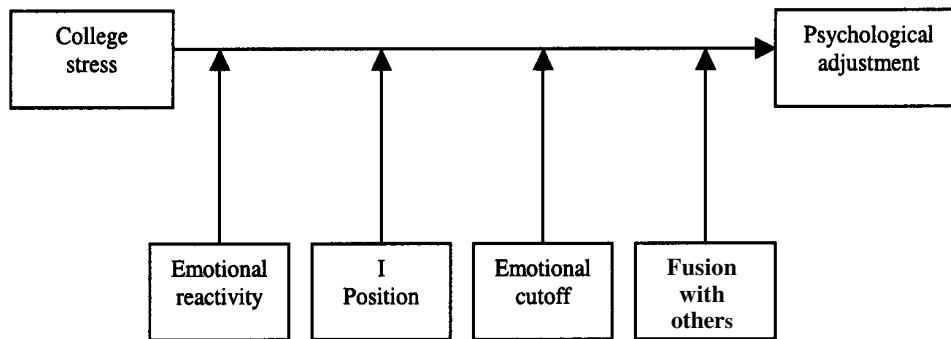 College
stress
Psychological
adjustment
Emotional
reactivity
I
Position
Emotional
cutoff
Fusion
with
others